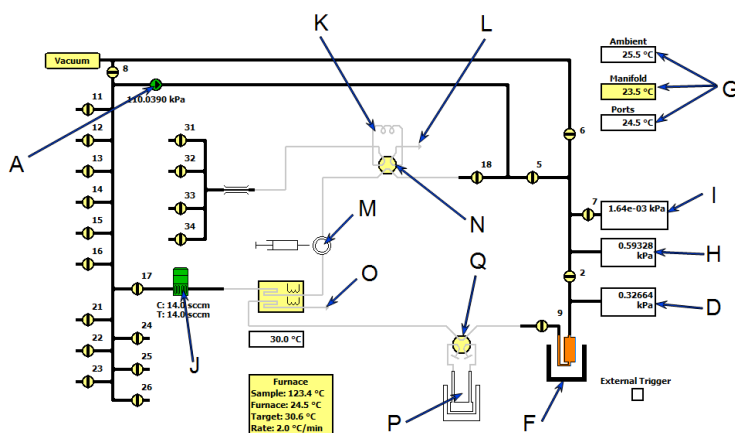 K
L
Ambient
25.5 °C
Vacuum
8
Manifold
23.5 °C
G
110.0390 kPa
11
Ports
24.5 °C
12
31
6
A
13
32
18
5
14
33
N
7
I
1.64e-03 kPa
15
34
M
0.59328
kPa
H
16
O
Q
2
17
0.32664
kPa
D
C: 14.0 sccm
T: 14.0 sccm
J
21
24
9
30.0 °C
22
25
23
Furnace
Sample: 123.4 °C
Furnace: 24.5 °C
Target: 30.6 °C
Rate: 2.0 °C/min
26
P
F
External Trigger